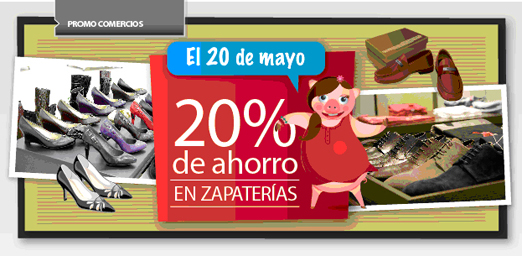 PROMO COMERCIOS
El 20 de mayo
20%
de ahorro
EN ZAPATERÍAS